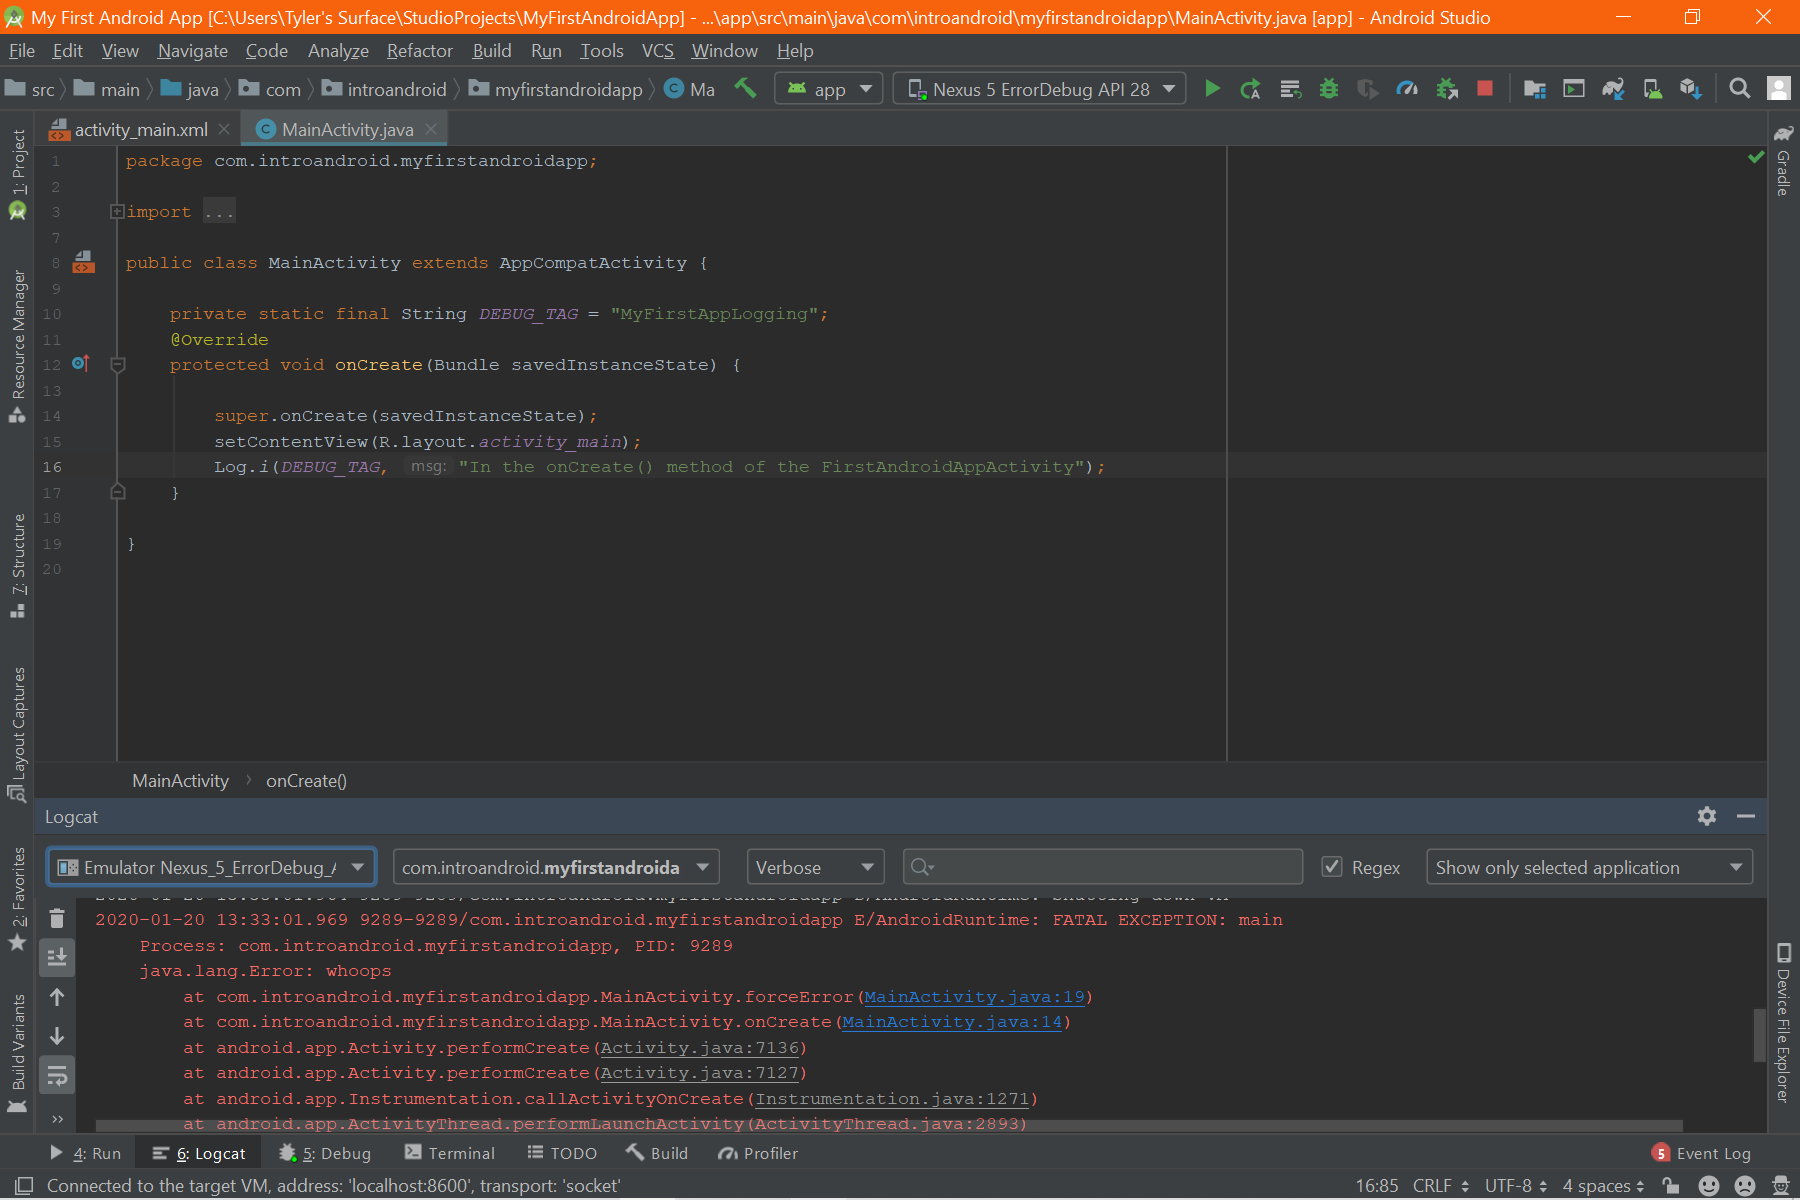 My First Android App [C:\Users\Tyler's Surface\StudioProjects\MyFirstAndroidApp] - ...\app\src\main\java\com\introandroid\myfirstandroidapp\MainActivity.java [app] - Android Studio
File Edit View Navigate Code Analyze Refactor Build Run Tools VCS Window Help
src main java com introandroid myfirstandroidapp C Ma app Nexus 5 ErrorDebug API 28
activity_main.xml C MainActivity.java
1 package com.introandroid.myfirstandroidapp;
2
3 import ...
7
8 public class MainActivity extends AppCompatActivity {
9
10 private static final String DEBUG_TAG = "MyFirstAppLogging";
11 @Override
12 protected void onCreate(Bundle savedInstanceState) {
13
14 super.onCreate(savedInstanceState);
15 setContentView(R.layout.activity_main);
16 Log.i(DEBUG_TAG, msg: "In the onCreate() method of the FirstAndroidAppActivity");
17 }
18
19 }
20
1: Project
Resource Manager
7: Structure
Layout Captures
2: Favorites
Build Variants
Gradle
Device File Explorer
MainActivity › onCreate()
Logcat
Emulator Nexus_5_ErrorDebug_ com.introandroid.myfirstandroida Verbose Regex Show only selected application
2020-01-20 13:33:01.969 9289-9289/com.introandroid.myfirstandroidapp E/AndroidRuntime: FATAL EXCEPTION: main
Process: com.introandroid.myfirstandroidapp, PID: 9289
java.lang.Error: whoops
at com.introandroid.myfirstandroidapp.MainActivity.forceError(MainActivity.java:19)
at com.introandroid.myfirstandroidapp.MainActivity.onCreate(MainActivity.java:14)
at android.app.Activity.performCreate(Activity.java:7136)
at android.app.Activity.performCreate(Activity.java:7127)
at android.app.Instrumentation.callActivityOnCreate(Instrumentation.java:1271)
at android.app.ActivityThread.performLaunchActivity(ActivityThread.java:2893)
4: Run 6: Logcat 5: Debug Terminal TODO Build Profiler 5 Event Log
Connected to the target VM, address: 'localhost:8600', transport: 'socket' 16:85 CRLF UTF-8 4 spaces